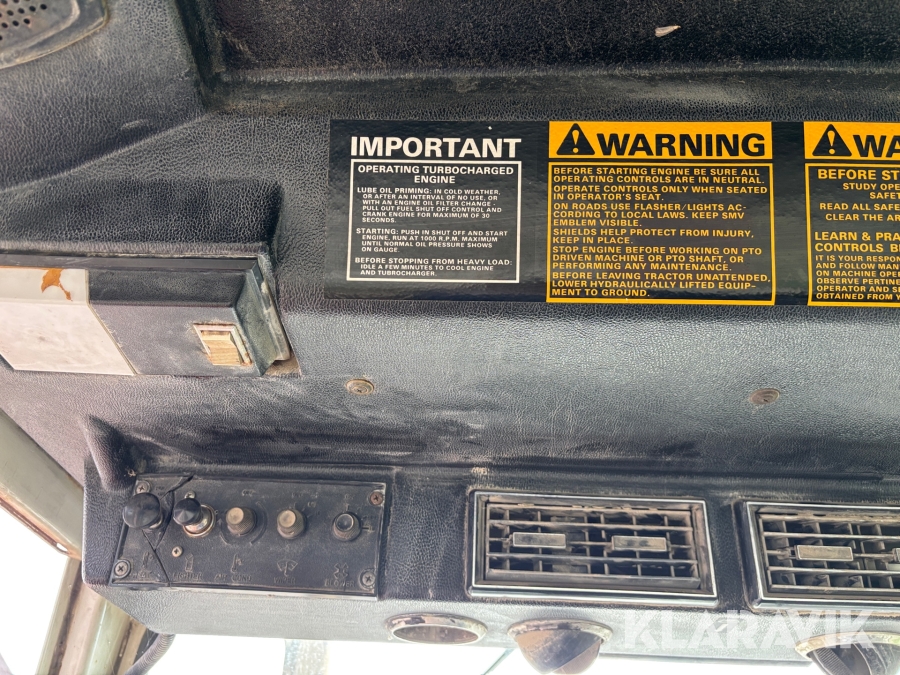 IMPORTANT
OPERATING TURBOCHARGED
ENGINE
LUBE OIL PRIMING: IN COLD WEATHER,
OR AFTER AN INTERVAL OF NO USE, OR
WITH AN ENGINE OIL FILTER CHANGE -
PULL OUT FUEL SHUT OFF CONTROL AND
CRANK ENGINE FOR MAXIMUM OF 30
SECONDS.
STARTING: PUSH IN SHUT OFF AND START
ENGINE, RUN AT 1000 R.P.M. MAXIMUM
UNTIL NORMAL OIL PRESSURE SHOWS
ON GAUGE.
BEFORE STOPPING FROM HEAVY LOAD:
IDLE A FEW MINUTES TO COOL ENGINE
AND TUBROCHARGER.
WARNING
BEFORE STARTING ENGINE BE SURE ALL
OPERATING CONTROLS ARE IN NEUTRAL.
OPERATE CONTROLS ONLY WHEN SEATED
IN OPERATOR'S SEAT.
ON ROADS USE FLASHER/LIGHTS AC-
CORDING TO LOCAL LAWS. KEEP SMV
EMBLEM VISIBLE.
SHIELDS HELP PROTECT FROM INJURY,
KEEP IN PLACE.
STOP ENGINE BEFORE WORKING ON PTO
DRIVEN MACHINE OR PTO SHAFT, OR
PERFORMING ANY MAINTENANCE.
BEFORE LEAVING TRACTOR UNATTENDED,
LOWER HYDRAULICALLY LIFTED EQUIP-
MENT TO GROUND.
WA
BEFORE ST
STUDY OPE
SAFET
READ ALL SAFE
CLEAR THE AR
LEARN & PRA
CONTROLS B
IT IS YOUR RESPON
AND FOLLOW MAN
ON MACHINE OPE
OBSERVE PERTINE
OPERATOR AND SE
OBTAINED FROM Y
KLARAVIK